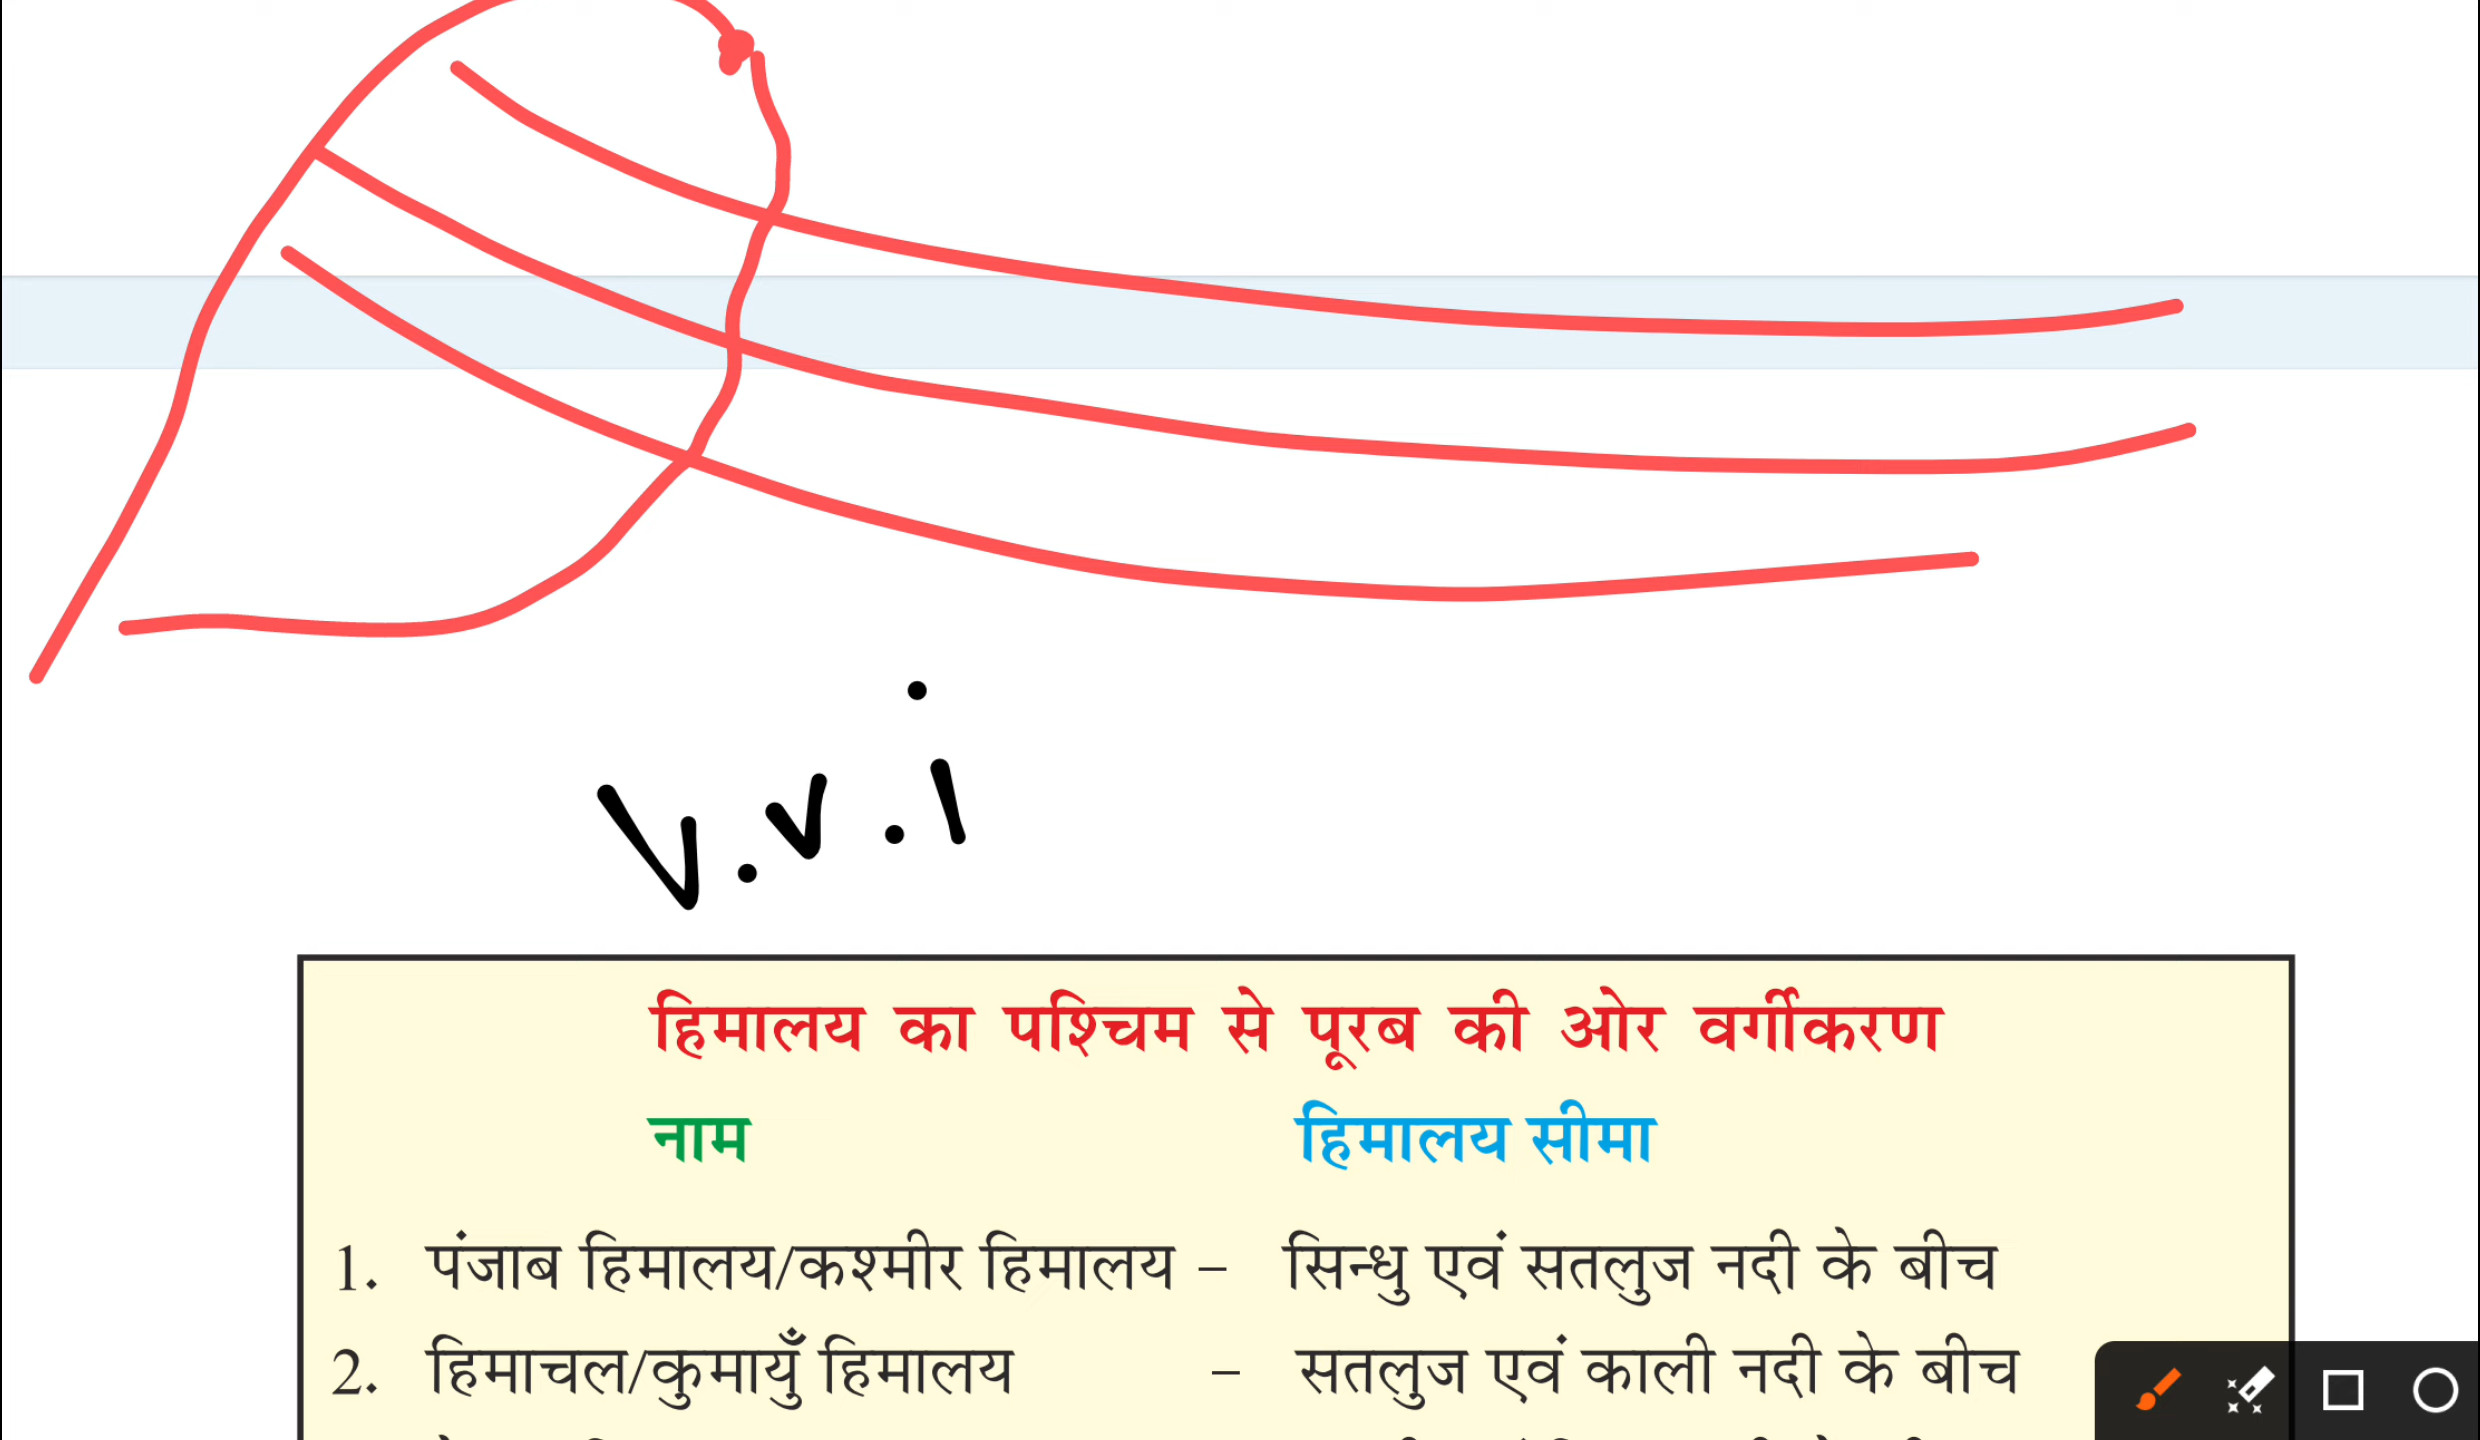 V.v.i
हिमालय का पश्चिम से पूरब की ओर वर्गीकरण
नाम हिमालय सीमा
1. पंजाब हिमालय/कश्मीर हिमालय – सिन्धु एवं सतलुज नदी के बीच
2. हिमाचल/कुमायुँ हिमालय – सतलुज एवं काली नदी के बीच